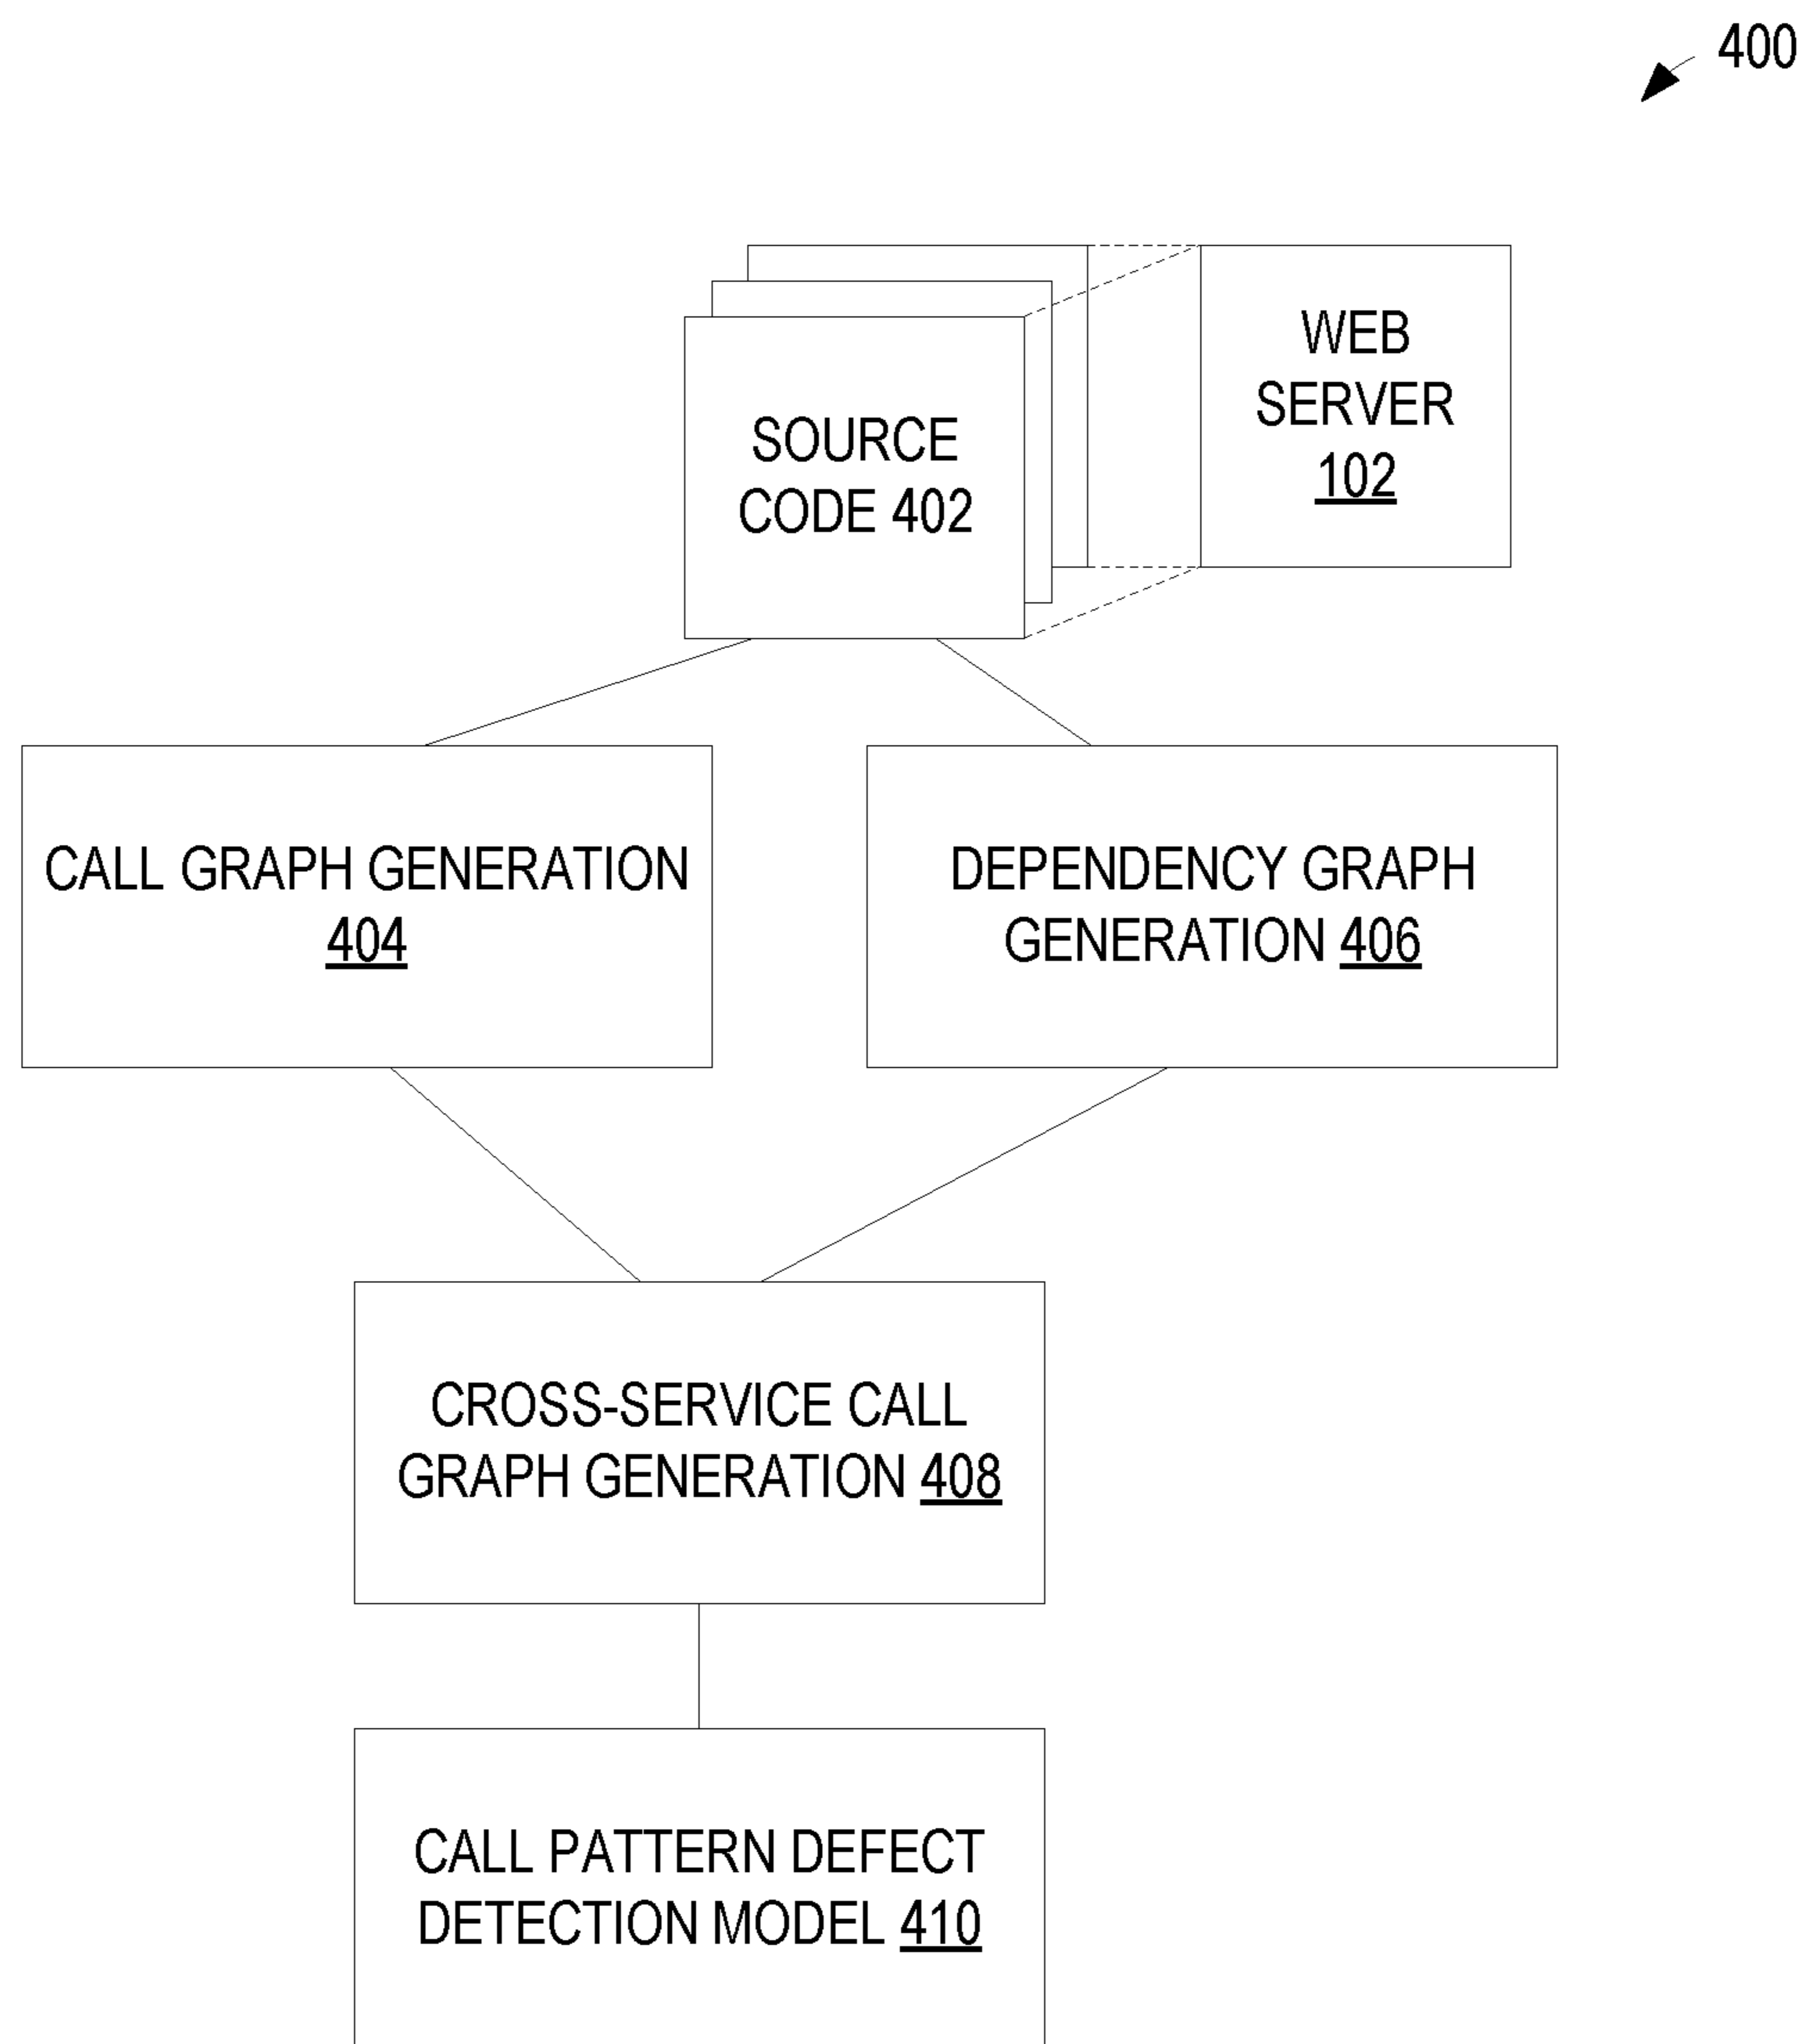 400
WEB
SERVER
102
SOURCE
CODE 402
CALL GRAPH GENERATION
404
DEPENDENCY GRAPH
GENERATION 406
CROSS-SERVICE CALL
GRAPH GENERATION 408
CALL PATTERN DEFECT
DETECTION MODEL 410